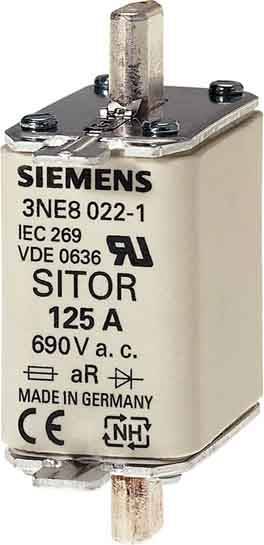 SIEMENS
3NE8 022-1
IEC 269
VDE 0636
SITOR
125 A
690 V a. c.
aR
MADE IN GERMANY
CE NH